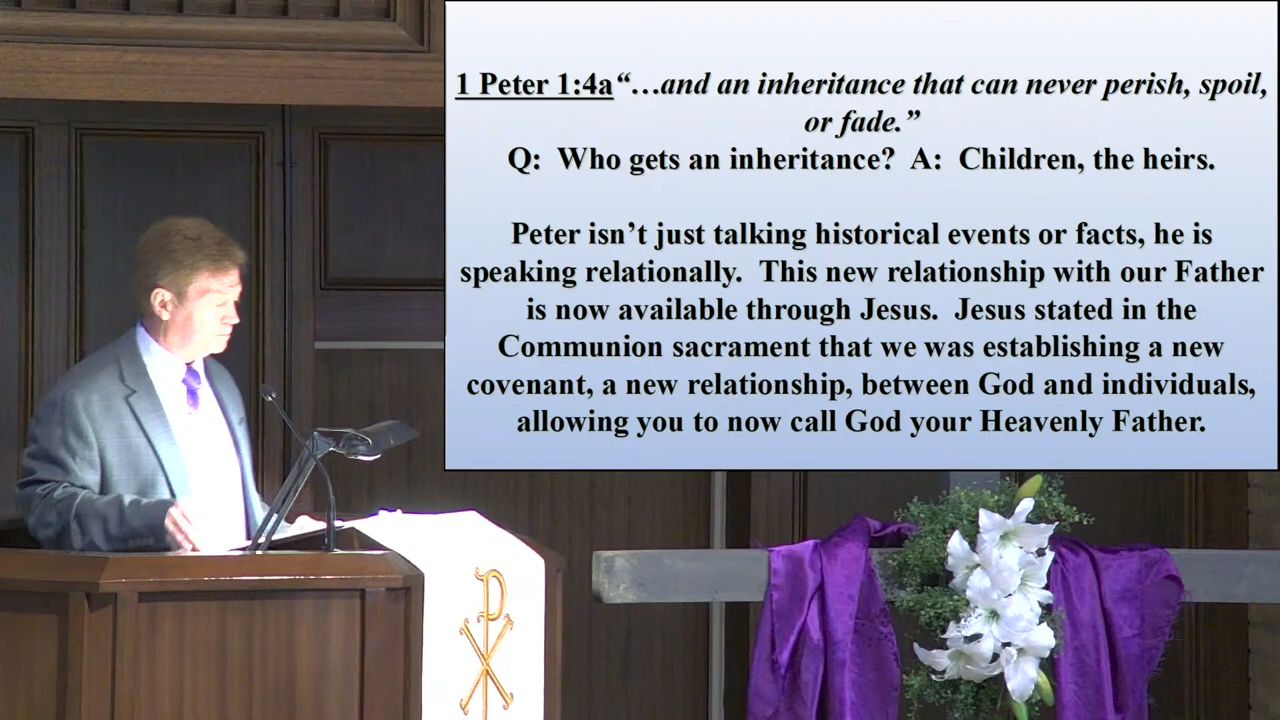 1 Peter 1:4a “…and an inheritance that can never perish, spoil,
or fade.”
Q: Who gets an inheritance? A: Children, the heirs.
Peter isn’t just talking historical events or facts, he is
speaking relationally. This new relationship with our Father
is now available through Jesus. Jesus stated in the
Communion sacrament that we was establishing a new
covenant, a new relationship, between God and individuals,
allowing you to now call God your Heavenly Father.